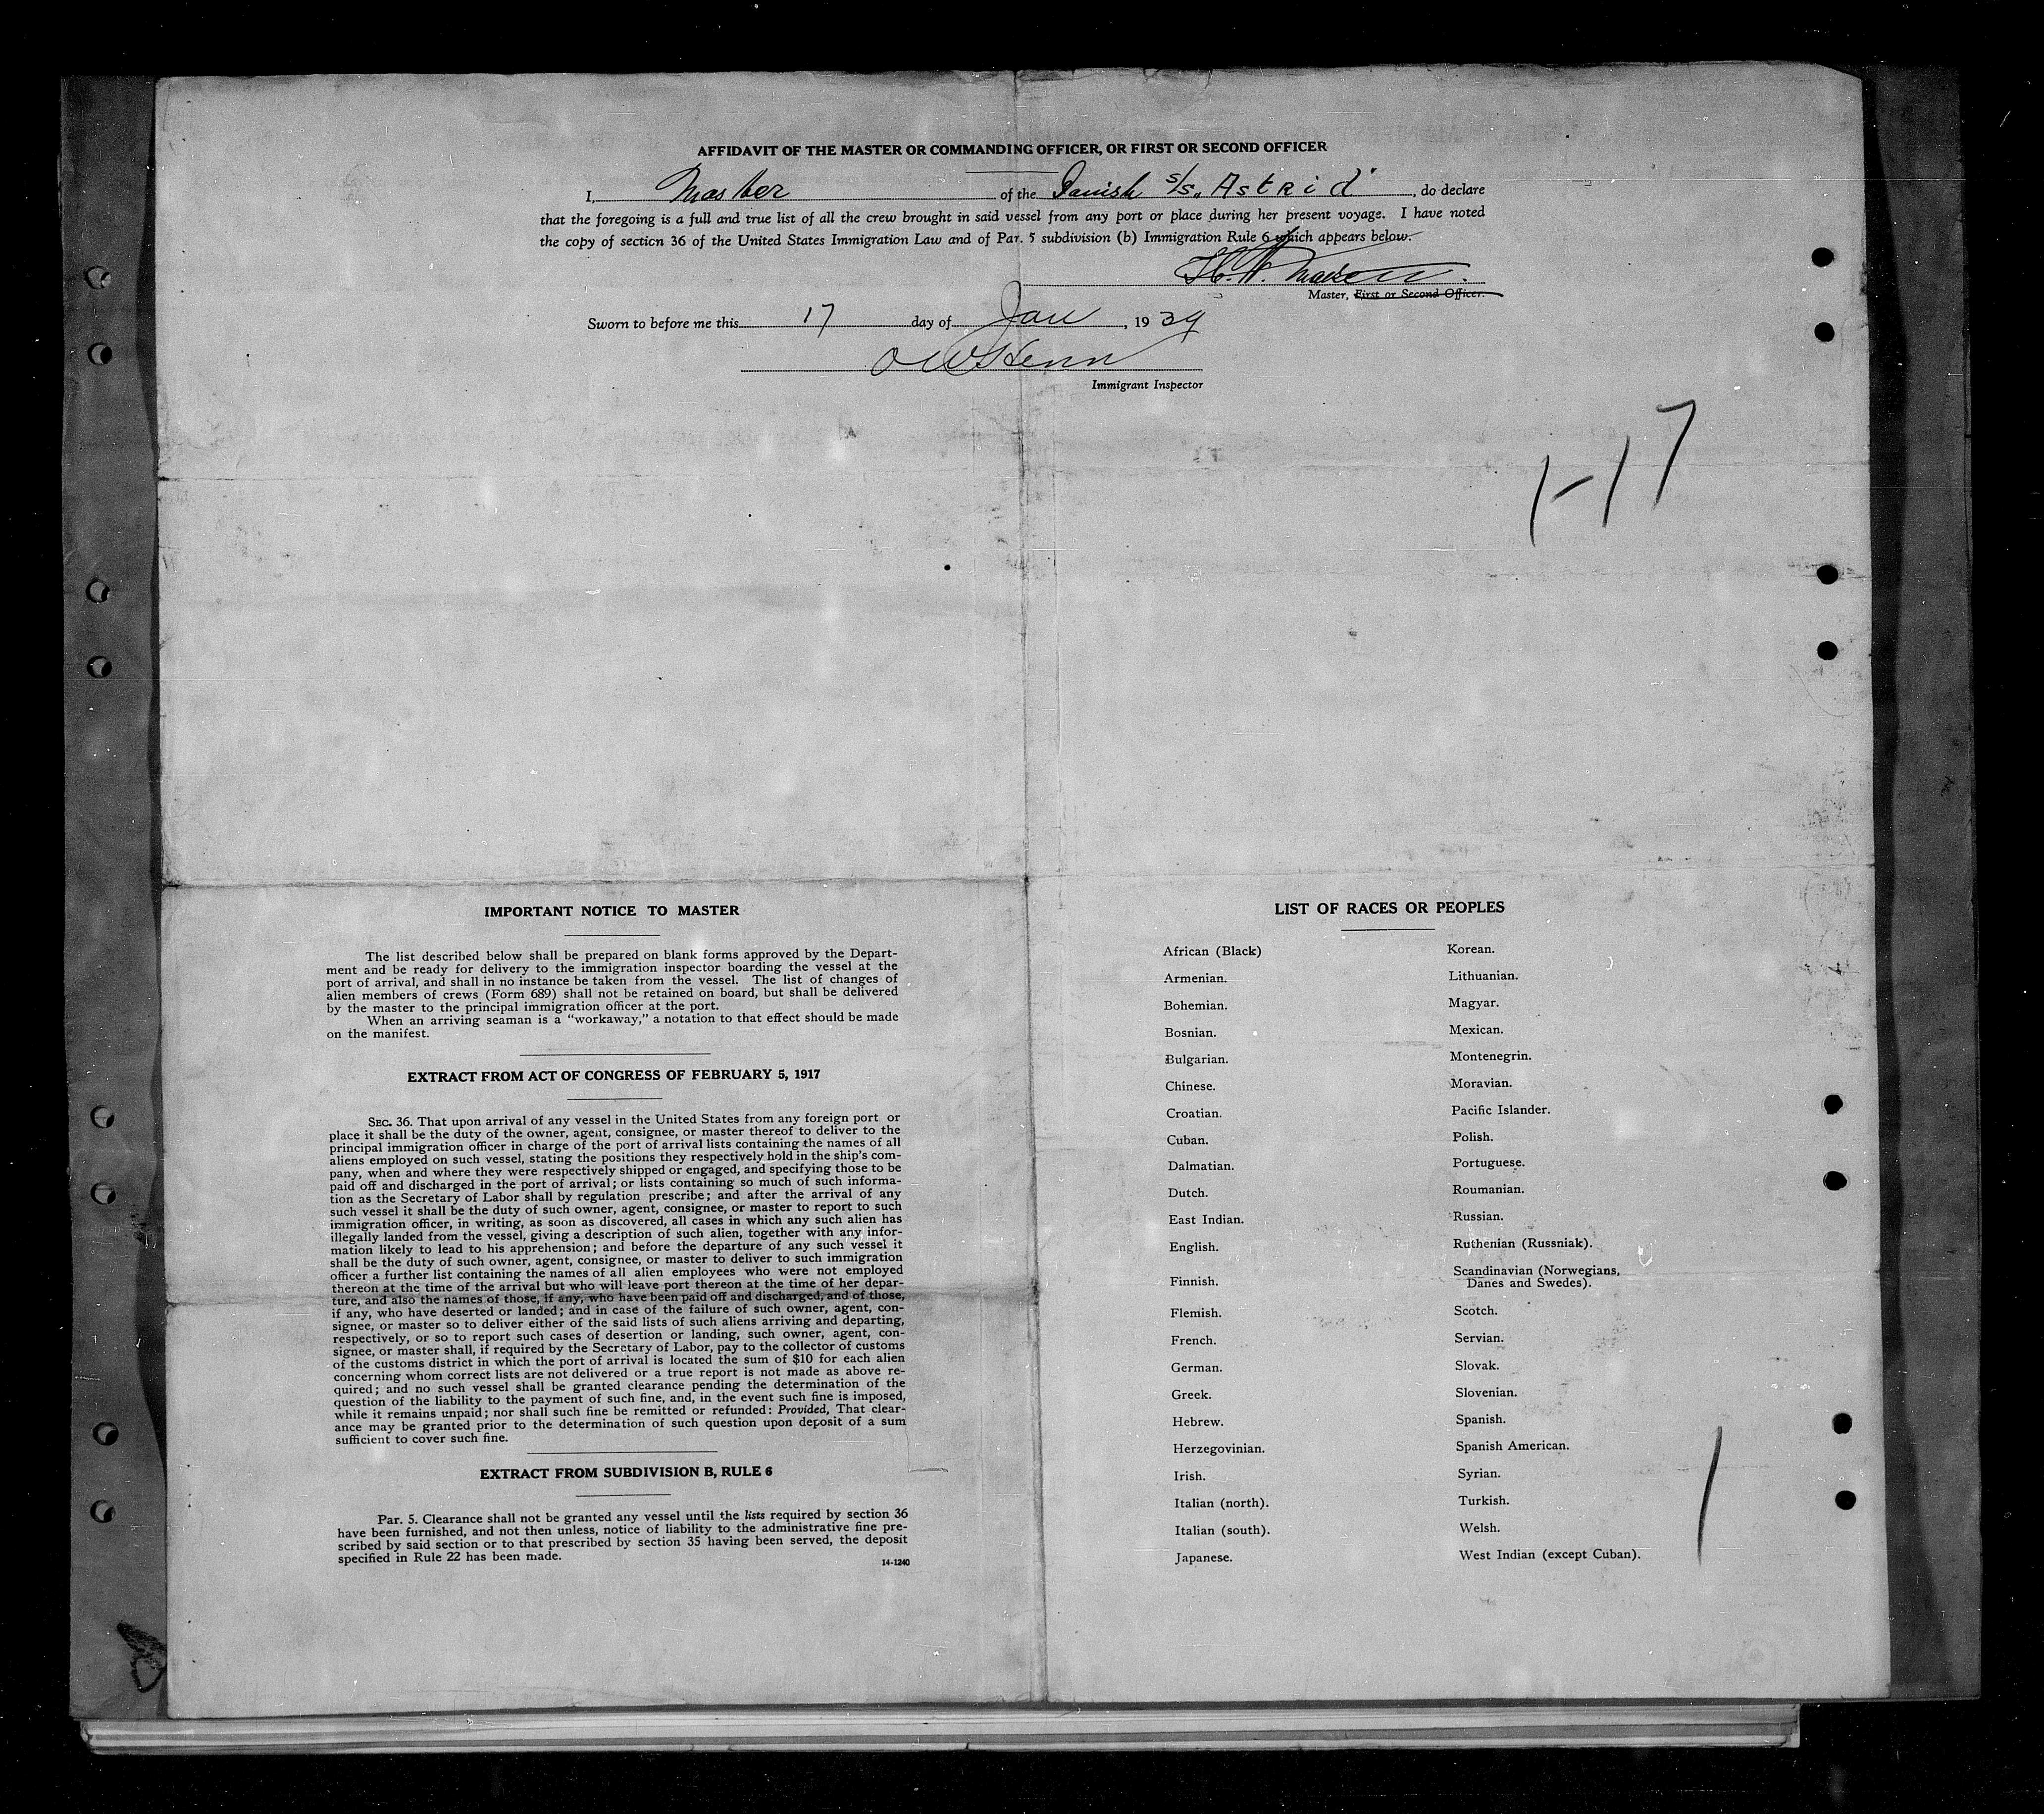 AFFIDAVIT OF THE MASTER OR COMMANDING OFFICER, OR FIRST OR SECOND OFFICER
I, Master of the Danish s/s „Astrid", do declare
that the foregoing is a full and true list of all the crew brought in said vessel from any port or place during her present voyage. I have noted
the copy of section 36 of the United States Immigration Law and of Par. 5 subdivision (b) Immigration Rule 6 which appears below.
Master, First or Second Officer.
Sworn to before me this 17 day of Jan, 1939
Immigrant Inspector
1-17
IMPORTANT NOTICE TO MASTER
The list described below shall be prepared on blank forms approved by the Depart-
ment and be ready for delivery to the immigration inspector boarding the vessel at the
port of arrival, and shall in no instance be taken from the vessel. The list of changes of
alien members of crews (Form 689) shall not be retained on board, but shall be delivered
by the master to the principal immigration officer at the port.
When an arriving seaman is a “workaway,” a notation to that effect should be made
on the manifest.
EXTRACT FROM ACT OF CONGRESS OF FEBRUARY 5, 1917
SEC. 36. That upon arrival of any vessel in the United States from any foreign port or
place it shall be the duty of the owner, agent, consignee, or master thereof to deliver to the
principal immigration officer in charge of the port of arrival lists containing the names of all
aliens employed on such vessel, stating the positions they respectively hold in the ship's com-
pany, when and where they were respectively shipped or engaged, and specifying those to be
paid off and discharged in the port of arrival; or lists containing so much of such informa-
tion as the Secretary of Labor shall by regulation prescribe; and after the arrival of any
such vessel it shall be the duty of such owner, agent, consignee, or master to report to such
immigration officer, in writing, as soon as discovered, all cases in which any such alien has
illegally landed from the vessel, giving a description of such alien, together with any infor-
mation likely to lead to his apprehension; and before the departure of any such vessel it
shall be the duty of such owner, agent, consignee, or master to deliver to such immigration
officer a further list containing the names of all alien employees who were not employed
thereon at the time of the arrival but who will leave port thereon at the time of her depar-
ture, and also the names of those, if any, who have been paid off and discharged, and of those,
if any, who have deserted or landed; and in case of the failure of such owner, agent, con-
signee, or master so to deliver either of the said lists of such aliens arriving and departing,
respectively, or so to report such cases of desertion or landing, such owner, agent, con-
signee, or master shall, if required by the Secretary of Labor, pay to the collector of customs
of the customs district in which the port of arrival is located the sum of $10 for each alien
concerning whom correct lists are not delivered or a true report is not made as above re-
quired; and no such vessel shall be granted clearance pending the determination of the
question of the liability to the payment of such fine, and, in the event such fine is imposed,
while it remains unpaid; nor shall such fine be remitted or refunded: Provided, That clear-
ance may be granted prior to the determination of such question upon deposit of a sum
sufficient to cover such fine.
EXTRACT FROM SUBDIVISION B, RULE 6
Par. 5. Clearance shall not be granted any vessel until the lists required by section 36
have been furnished, and not then unless, notice of liability to the administrative fine pre-
scribed by said section or to that prescribed by section 35 having been served, the deposit
specified in Rule 22 has been made.
14-1240
LIST OF RACES OR PEOPLES
African (Black)
Armenian.
Bohemian.
Bosnian.
Bulgarian.
Chinese.
Croatian.
Cuban.
Dalmatian.
Dutch.
East Indian.
English.
Finnish.
Flemish.
French.
German.
Greek.
Hebrew.
Herzegovinian.
Irish.
Italian (north).
Italian (south).
Japanese.
Korean.
Lithuanian.
Magyar.
Mexican.
Montenegrin.
Moravian.
Pacific Islander.
Polish.
Portuguese.
Roumanian.
Russian.
Ruthenian (Russniak).
Scandinavian (Norwegians,
Danes and Swedes).
Scotch.
Servian.
Slovak.
Slovenian.
Spanish.
Spanish American.
Syrian.
Turkish.
Welsh.
West Indian (except Cuban).